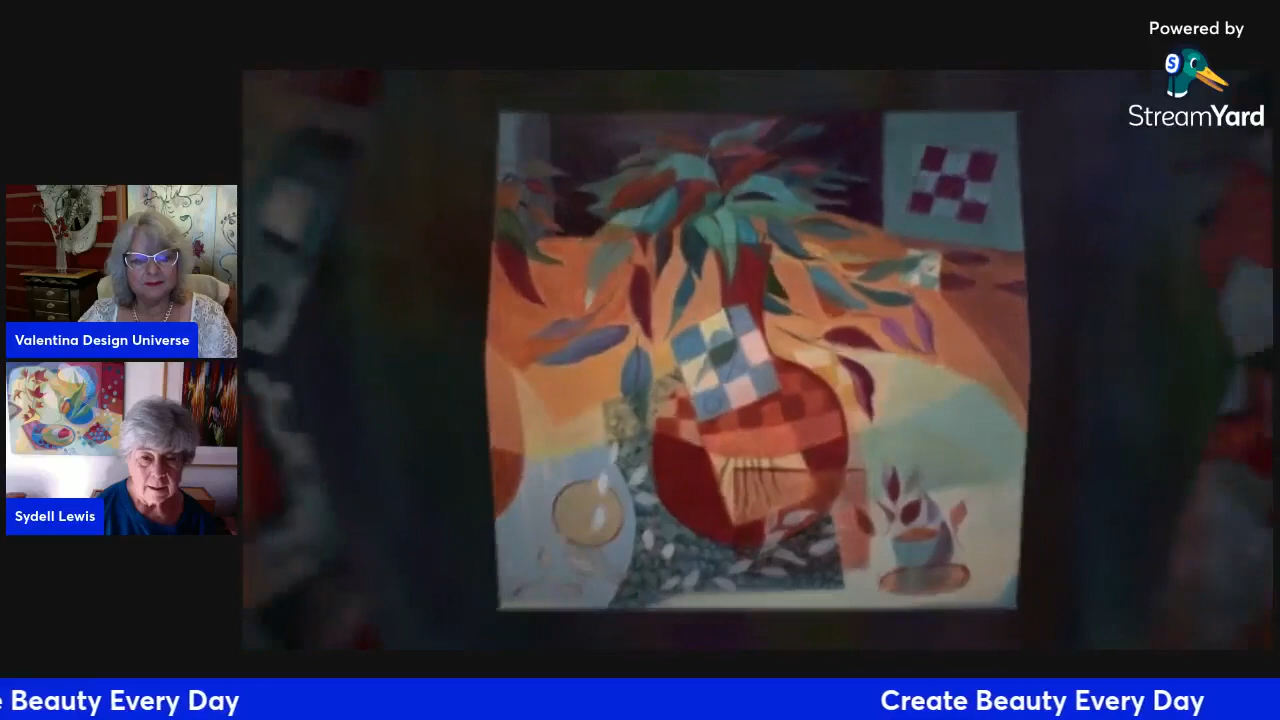 Powered by
S
StreamYard
Valentina Design Universe
Sydell Lewis
e Beauty Every Day
Create Beauty Every Day